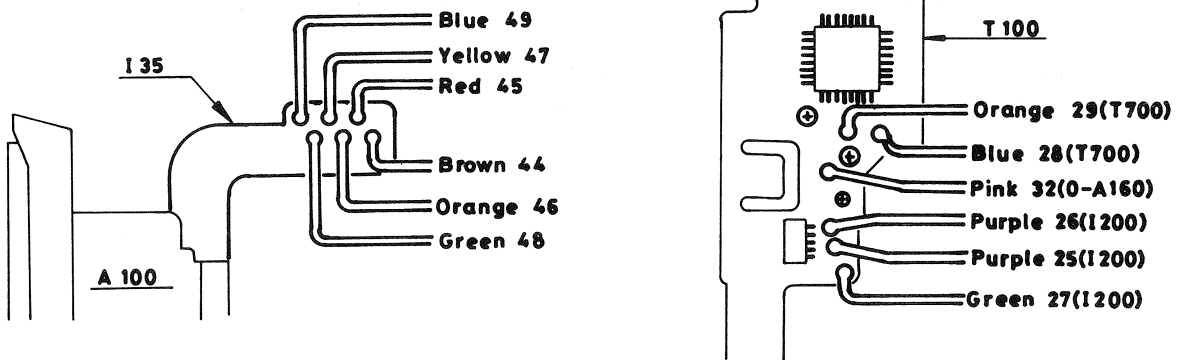 Blue 49
Yellow 47
I 35
Red 45
Brown 44
Orange 46
Green 48
A 100
T 100
Orange 29(T700)
Blue 28(T700)
Pink 32(0-A160)
Purple 26(I200)
Purple 25(I200)
Green 27(I200)